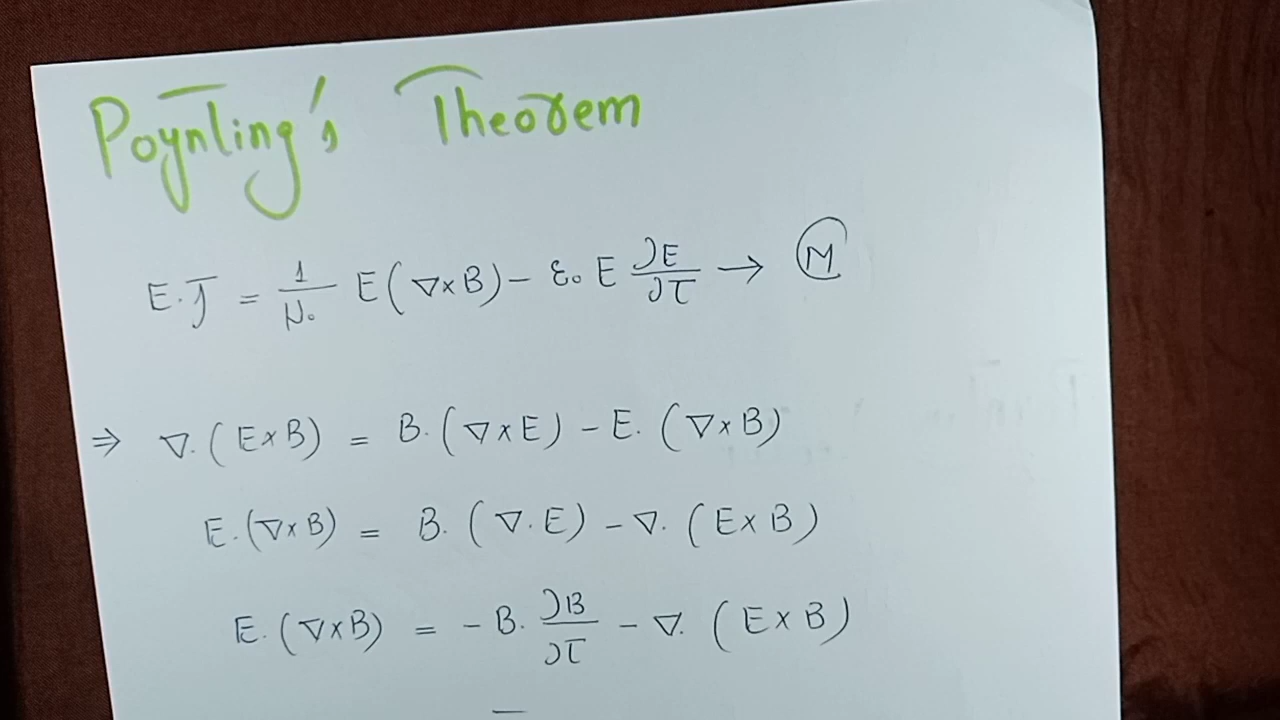 Poynting's Theorem
E.J = 1/μ₀ E(∇×B) - ε₀ E ∂E/∂τ → M
⇒ ∇.(E×B) = B.(∇×E) - E.(∇×B)
E.(∇×B) = B.(∇.E) - ∇.(E×B)
E.(∇×B) = -B.∂B/∂τ - ∇.(E×B)